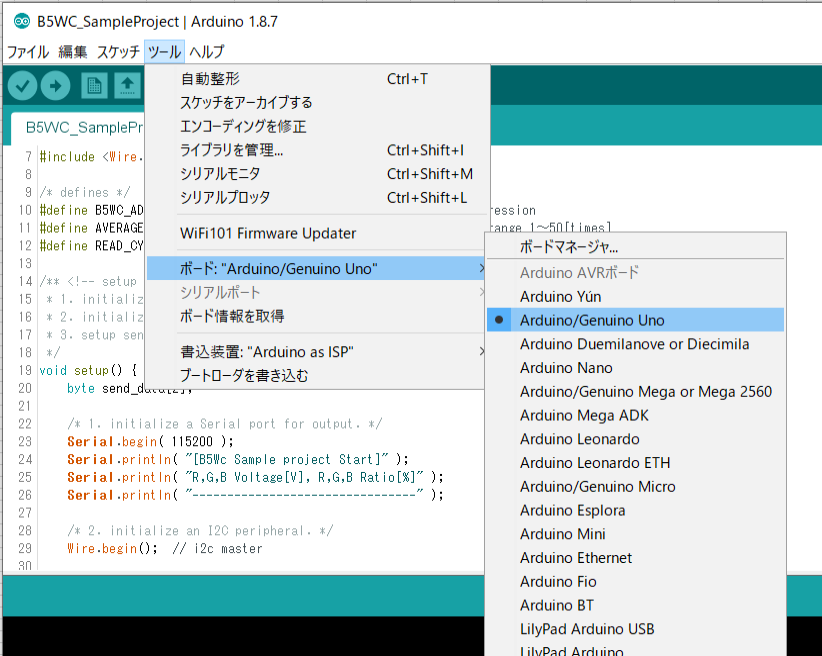 B5WC_SampleProject | Arduino 1.8.7
ファイル 編集 スケッチ ツール ヘルプ
B5WC_SamplePr
自動整形 Ctrl+T
スケッチをアーカイブする
エンコーディングを修正
ライブラリを管理... Ctrl+Shift+I
シリアルモニタ Ctrl+Shift+M
シリアルプロッタ Ctrl+Shift+L
WiFi101 Firmware Updater
ボード: "Arduino/Genuino Uno"
シリアルポート
ボード情報を取得
書込装置: "Arduino as ISP"
ブートローダを書き込む
ボードマネージャ...
Arduino AVRボード
Arduino Yún
Arduino/Genuino Uno
Arduino Duemilanove or Diecimila
Arduino Nano
Arduino/Genuino Mega or Mega 2560
Arduino Mega ADK
Arduino Leonardo
Arduino Leonardo ETH
Arduino/Genuino Micro
Arduino Esplora
Arduino Mini
Arduino Ethernet
Arduino Fio
Arduino BT
LilyPad Arduino USB
LilyPad Arduino
7 #include <Wire.
8
9 /* defines */
10 #define B5WC_AD ression
11 #define AVERAGE range 1～50[times]
12 #define READ_CY
13
14 /** <!-- setup
15 * 1. initializ
16 * 2. initializ
17 * 3. setup sen
18 */
19 void setup() {
20 byte send_data[2];
21
22 /* 1. initialize a Serial port for output. */
23 Serial.begin( 115200 );
24 Serial.println( "[B5Wc Sample project Start]" );
25 Serial.println( "R,G,B Voltage[V], R,G,B Ratio[%]" );
26 Serial.println( "-------------------------------" );
27
28 /* 2. initialize an I2C peripheral. */
29 Wire.begin(); // i2c master
30